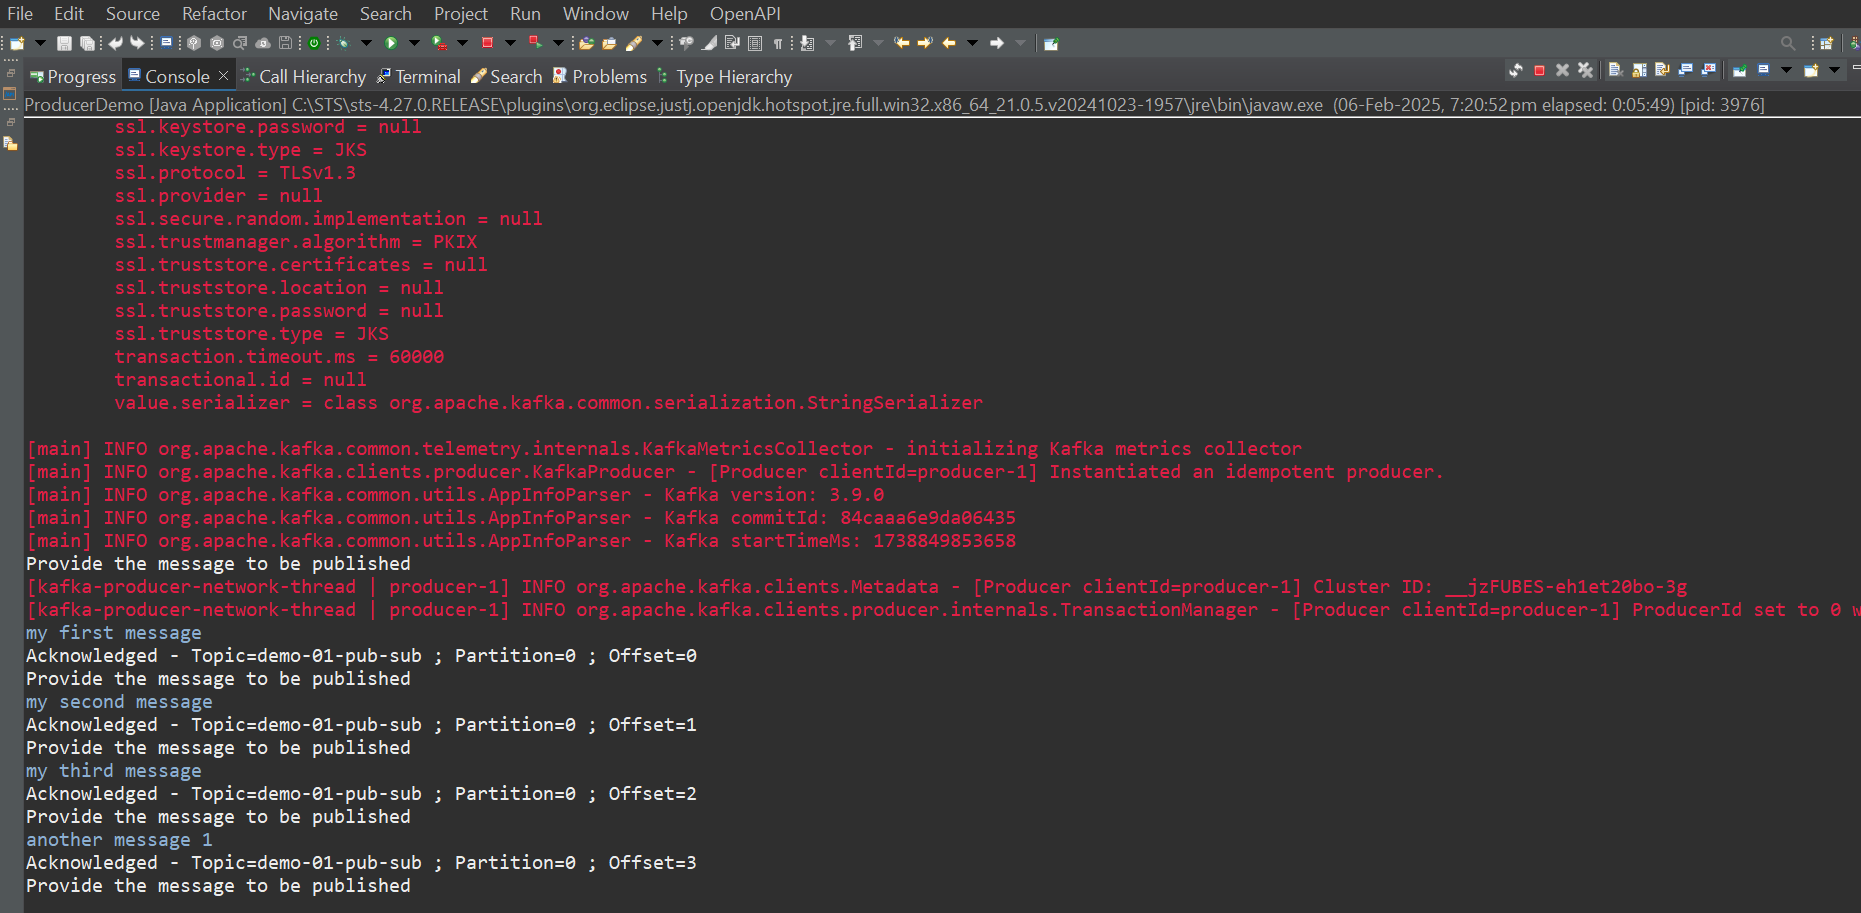 File Edit Source Refactor Navigate Search Project Run Window Help OpenAPI
Progress Console Call Hierarchy Terminal Search Problems Type Hierarchy
ProducerDemo [Java Application] C:\STS\sts-4.27.0.RELEASE\plugins\org.eclipse.justj.openjdk.hotspot.jre.full.win32.x86_64_21.0.5.v20241023-1957\jre\bin\javaw.exe (06-Feb-2025, 7:20:52 pm elapsed: 0:05:49) [pid: 3976]
ssl.keystore.password = null
ssl.keystore.type = JKS
ssl.protocol = TLSv1.3
ssl.provider = null
ssl.secure.random.implementation = null
ssl.trustmanager.algorithm = PKIX
ssl.truststore.certificates = null
ssl.truststore.location = null
ssl.truststore.password = null
ssl.truststore.type = JKS
transaction.timeout.ms = 60000
transactional.id = null
value.serializer = class org.apache.kafka.common.serialization.StringSerializer
[main] INFO org.apache.kafka.common.telemetry.internals.KafkaMetricsCollector - initializing Kafka metrics collector
[main] INFO org.apache.kafka.clients.producer.KafkaProducer - [Producer clientId=producer-1] Instantiated an idempotent producer.
[main] INFO org.apache.kafka.common.utils.AppInfoParser - Kafka version: 3.9.0
[main] INFO org.apache.kafka.common.utils.AppInfoParser - Kafka commitId: 84caaa6e9da06435
[main] INFO org.apache.kafka.common.utils.AppInfoParser - Kafka startTimeMs: 1738849853658
Provide the message to be published
[kafka-producer-network-thread | producer-1] INFO org.apache.kafka.clients.Metadata - [Producer clientId=producer-1] Cluster ID: __jzFUBES-eh1et20bo-3g
[kafka-producer-network-thread | producer-1] INFO org.apache.kafka.clients.producer.internals.TransactionManager - [Producer clientId=producer-1] ProducerId set to 0 w
my first message
Acknowledged - Topic=demo-01-pub-sub ; Partition=0 ; Offset=0
Provide the message to be published
my second message
Acknowledged - Topic=demo-01-pub-sub ; Partition=0 ; Offset=1
Provide the message to be published
my third message
Acknowledged - Topic=demo-01-pub-sub ; Partition=0 ; Offset=2
Provide the message to be published
another message 1
Acknowledged - Topic=demo-01-pub-sub ; Partition=0 ; Offset=3
Provide the message to be published